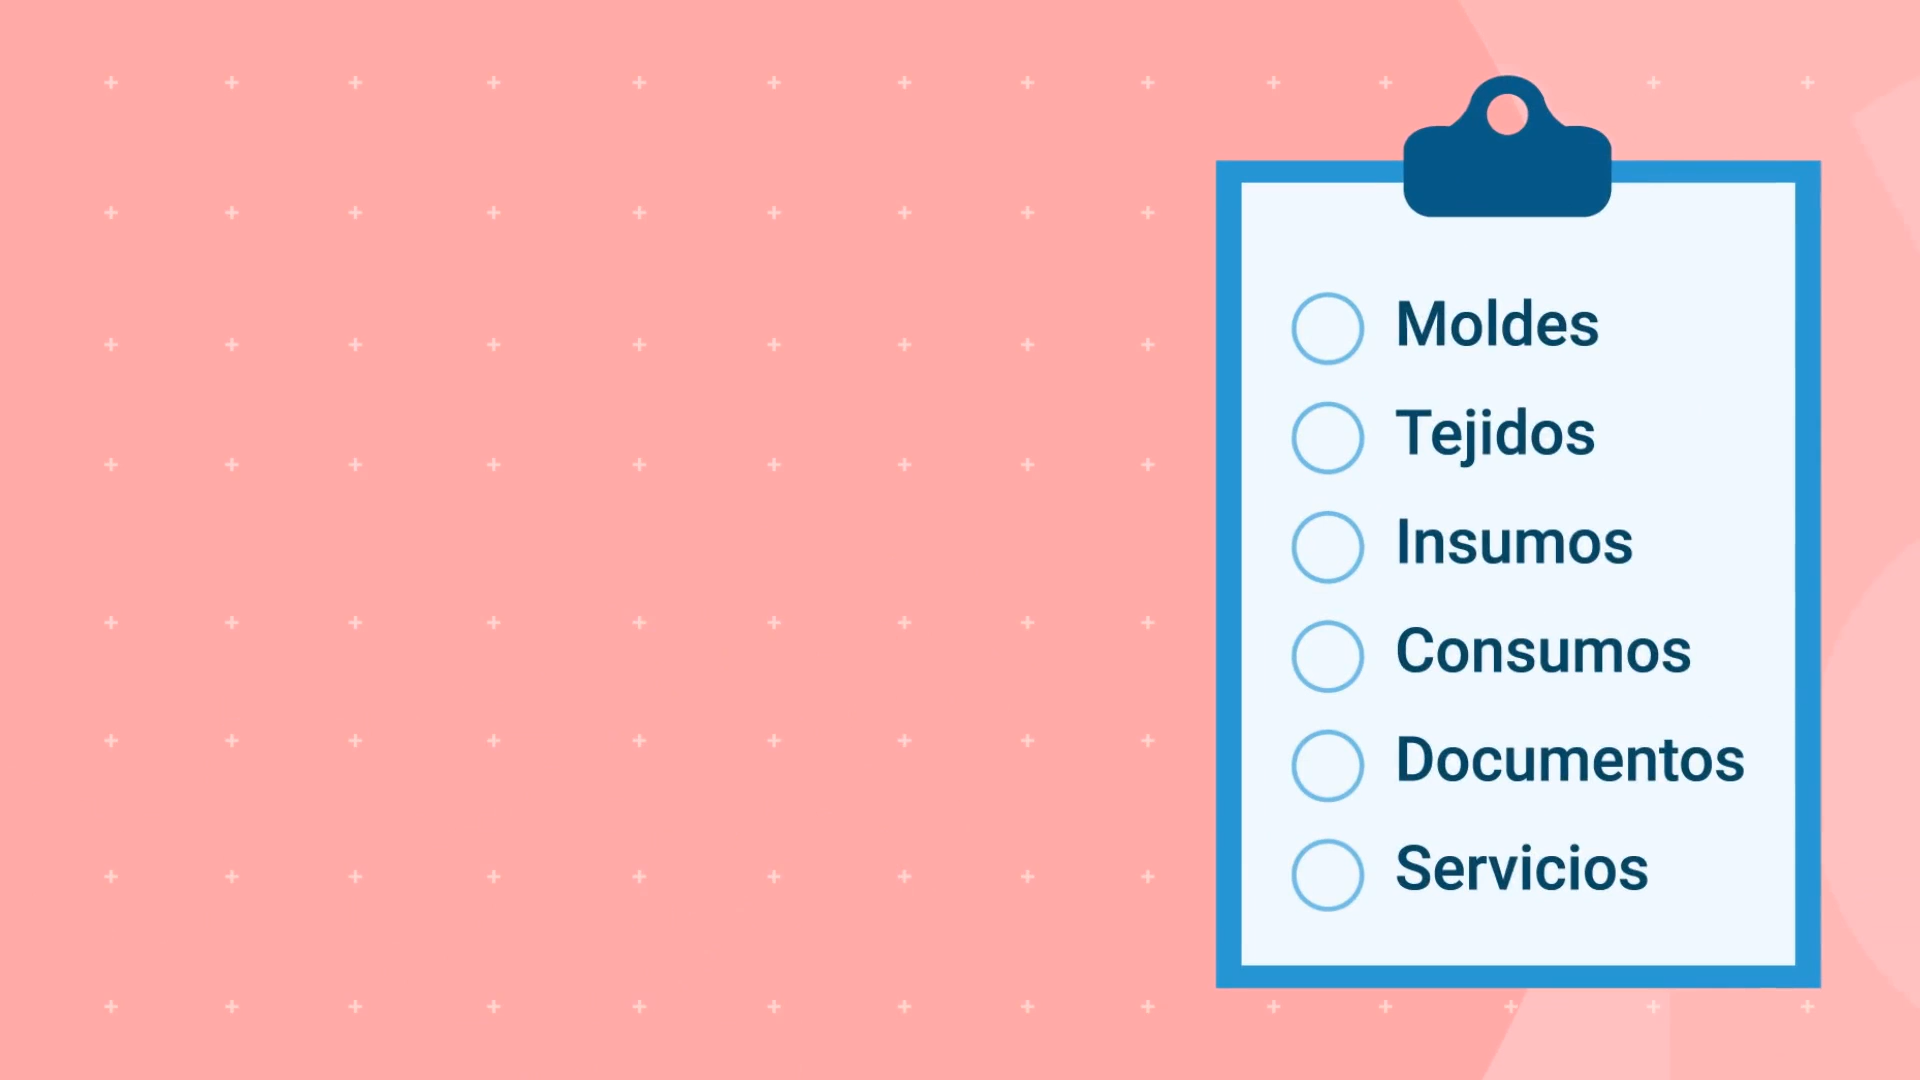 Moldes
Tejidos
Insumos
Consumos
Documentos
Servicios